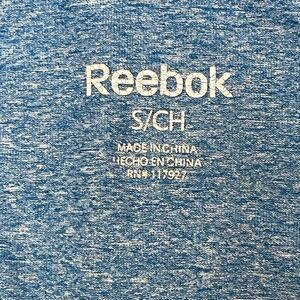 Reebok
S/CH
MADE IN CHINA
HECHO EN CHINA
RN# 117927